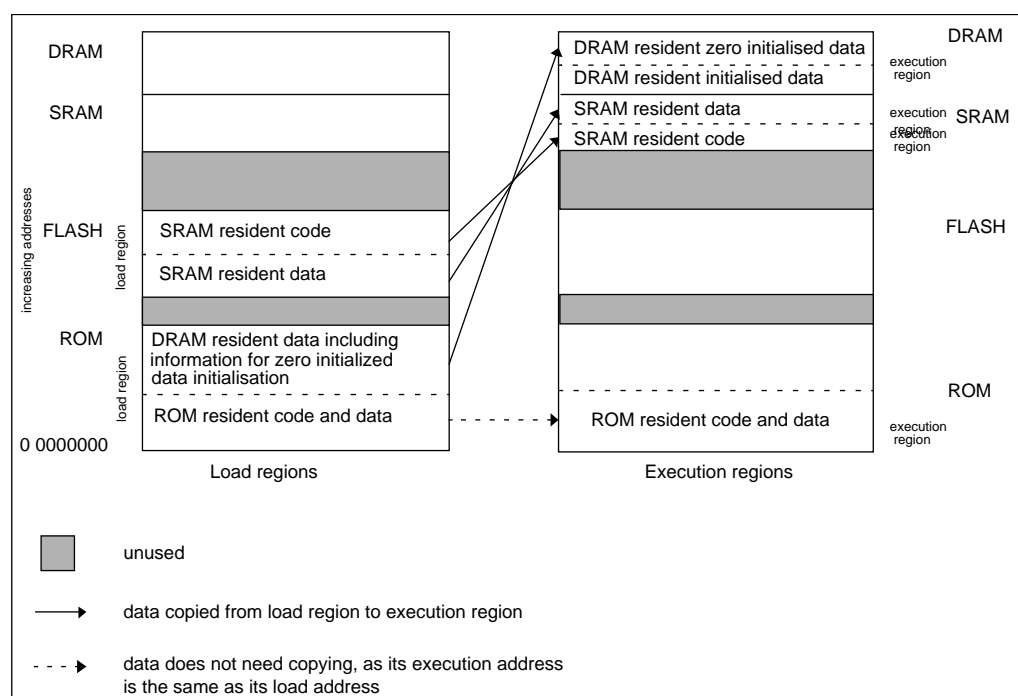 DRAM
SRAM
increasing addresses
FLASH
load region
SRAM resident code
SRAM resident data
ROM
load region
DRAM resident data including
information for zero initialized
data initialisation
ROM resident code and data
0 0000000
Load regions
DRAM resident zero initialised data
DRAM resident initialised data
SRAM resident data
SRAM resident code
ROM resident code and data
Execution regions
DRAM
execution
region
execution
region
SRAM
execution
region
FLASH
ROM
execution
region
unused
data copied from load region to execution region
data does not need copying, as its execution address
is the same as its load address